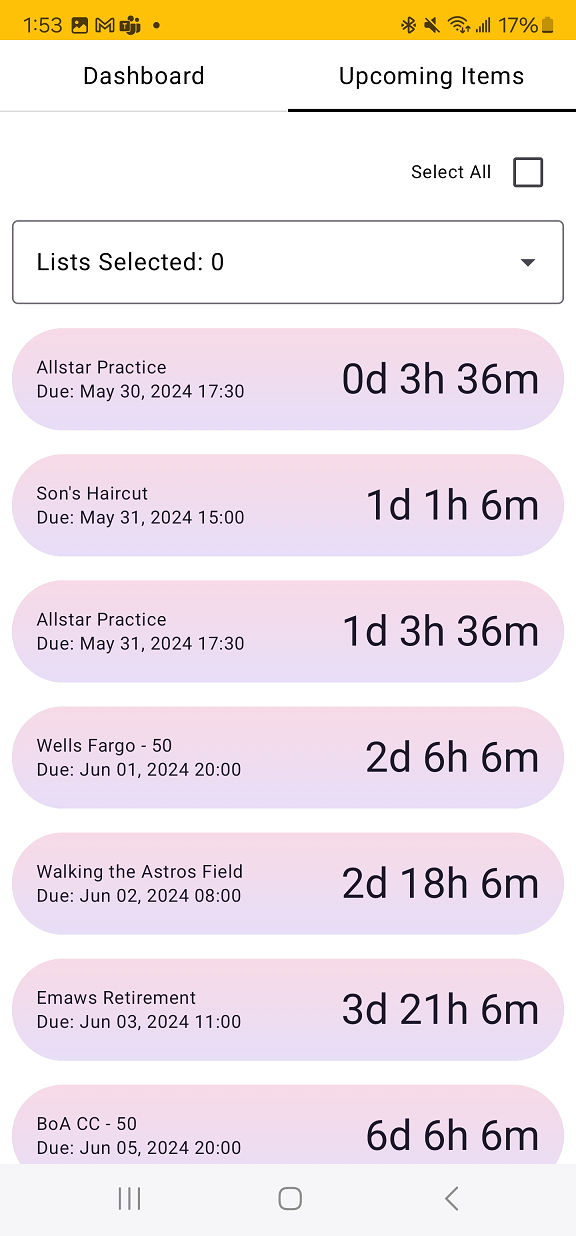 1:53
17%
Dashboard
Upcoming Items
Select All
Lists Selected: 0
Allstar Practice
Due: May 30, 2024 17:30
0d 3h 36m
Son's Haircut
Due: May 31, 2024 15:00
1d 1h 6m
Allstar Practice
Due: May 31, 2024 17:30
1d 3h 36m
Wells Fargo - 50
Due: Jun 01, 2024 20:00
2d 6h 6m
Walking the Astros Field
Due: Jun 02, 2024 08:00
2d 18h 6m
Emaws Retirement
Due: Jun 03, 2024 11:00
3d 21h 6m
BoA CC - 50
Due: Jun 05, 2024 20:00
6d 6h 6m